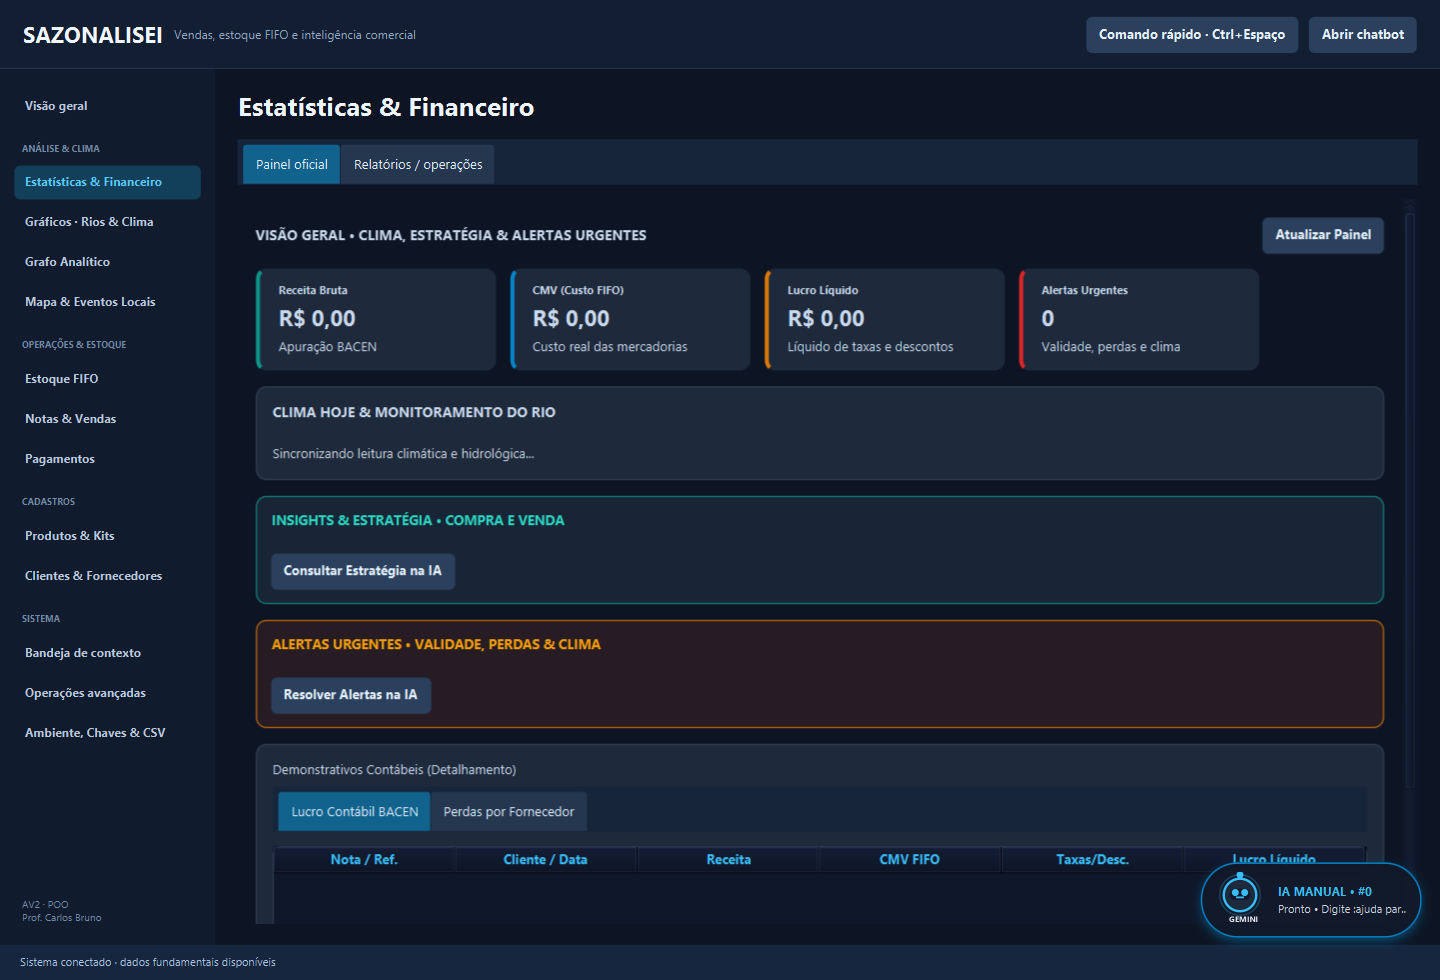 SAZONALISEI Vendas, estoque FIFO e inteligência comercial
Comando rápido · Ctrl+Espaço
Abrir chatbot
Visão geral
ANÁLISE & CLIMA
Estatísticas & Financeiro
Gráficos · Rios & Clima
Grafo Analítico
Mapa & Eventos Locais
OPERAÇÕES & ESTOQUE
Estoque FIFO
Notas & Vendas
Pagamentos
CADASTROS
Produtos & Kits
Clientes & Fornecedores
SISTEMA
Bandeja de contexto
Operações avançadas
Ambiente, Chaves & CSV
AV2 · POO
Prof. Carlos Bruno
Estatísticas & Financeiro
Painel oficial
Relatórios / operações
VISÃO GERAL • CLIMA, ESTRATÉGIA & ALERTAS URGENTES
Atualizar Painel
Receita Bruta
R$ 0,00
Apuração BACEN
CMV (Custo FIFO)
R$ 0,00
Custo real das mercadorias
Lucro Líquido
R$ 0,00
Líquido de taxas e descontos
Alertas Urgentes
0
Validade, perdas e clima
CLIMA HOJE & MONITORAMENTO DO RIO
Sincronizando leitura climática e hidrológica...
INSIGHTS & ESTRATÉGIA • COMPRA E VENDA
Consultar Estratégia na IA
ALERTAS URGENTES • VALIDADE, PERDAS & CLIMA
Resolver Alertas na IA
Demonstrativos Contábeis (Detalhamento)
Lucro Contábil BACEN
Perdas por Fornecedor
Nota / Ref. Cliente / Data Receita CMV FIFO Taxas/Desc. Lucro Líquido
IA MANUAL • #0
Pronto • Digite :ajuda par..
GEMINI
Sistema conectado · dados fundamentais disponíveis